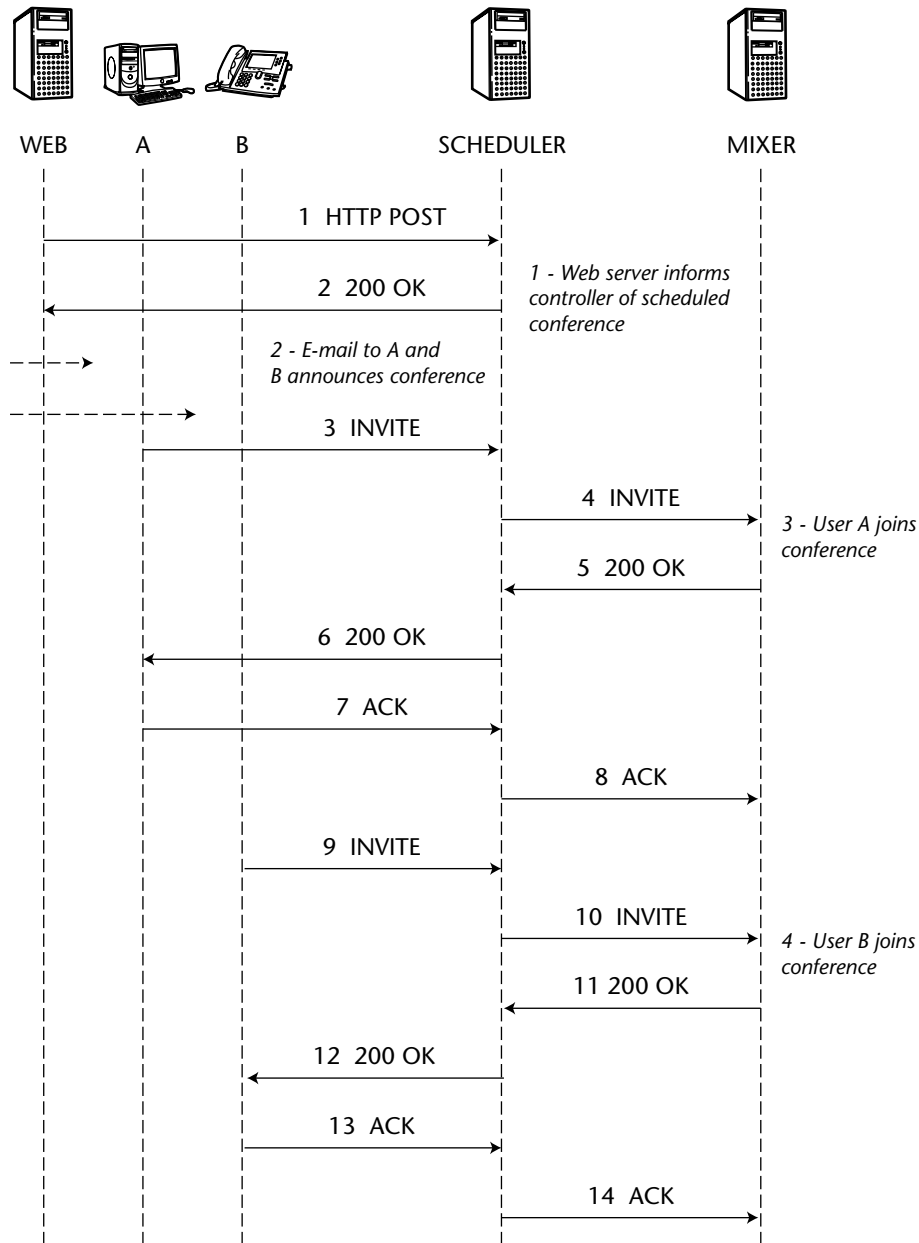 WEB A B SCHEDULER MIXER
1 HTTP POST
2 200 OK
1 - Web server informs
controller of scheduled
conference
2 - E-mail to A and
B announces conference
3 INVITE
4 INVITE
3 - User A joins
conference
5 200 OK
6 200 OK
7 ACK
8 ACK
9 INVITE
10 INVITE
4 - User B joins
conference
11 200 OK
12 200 OK
13 ACK
14 ACK